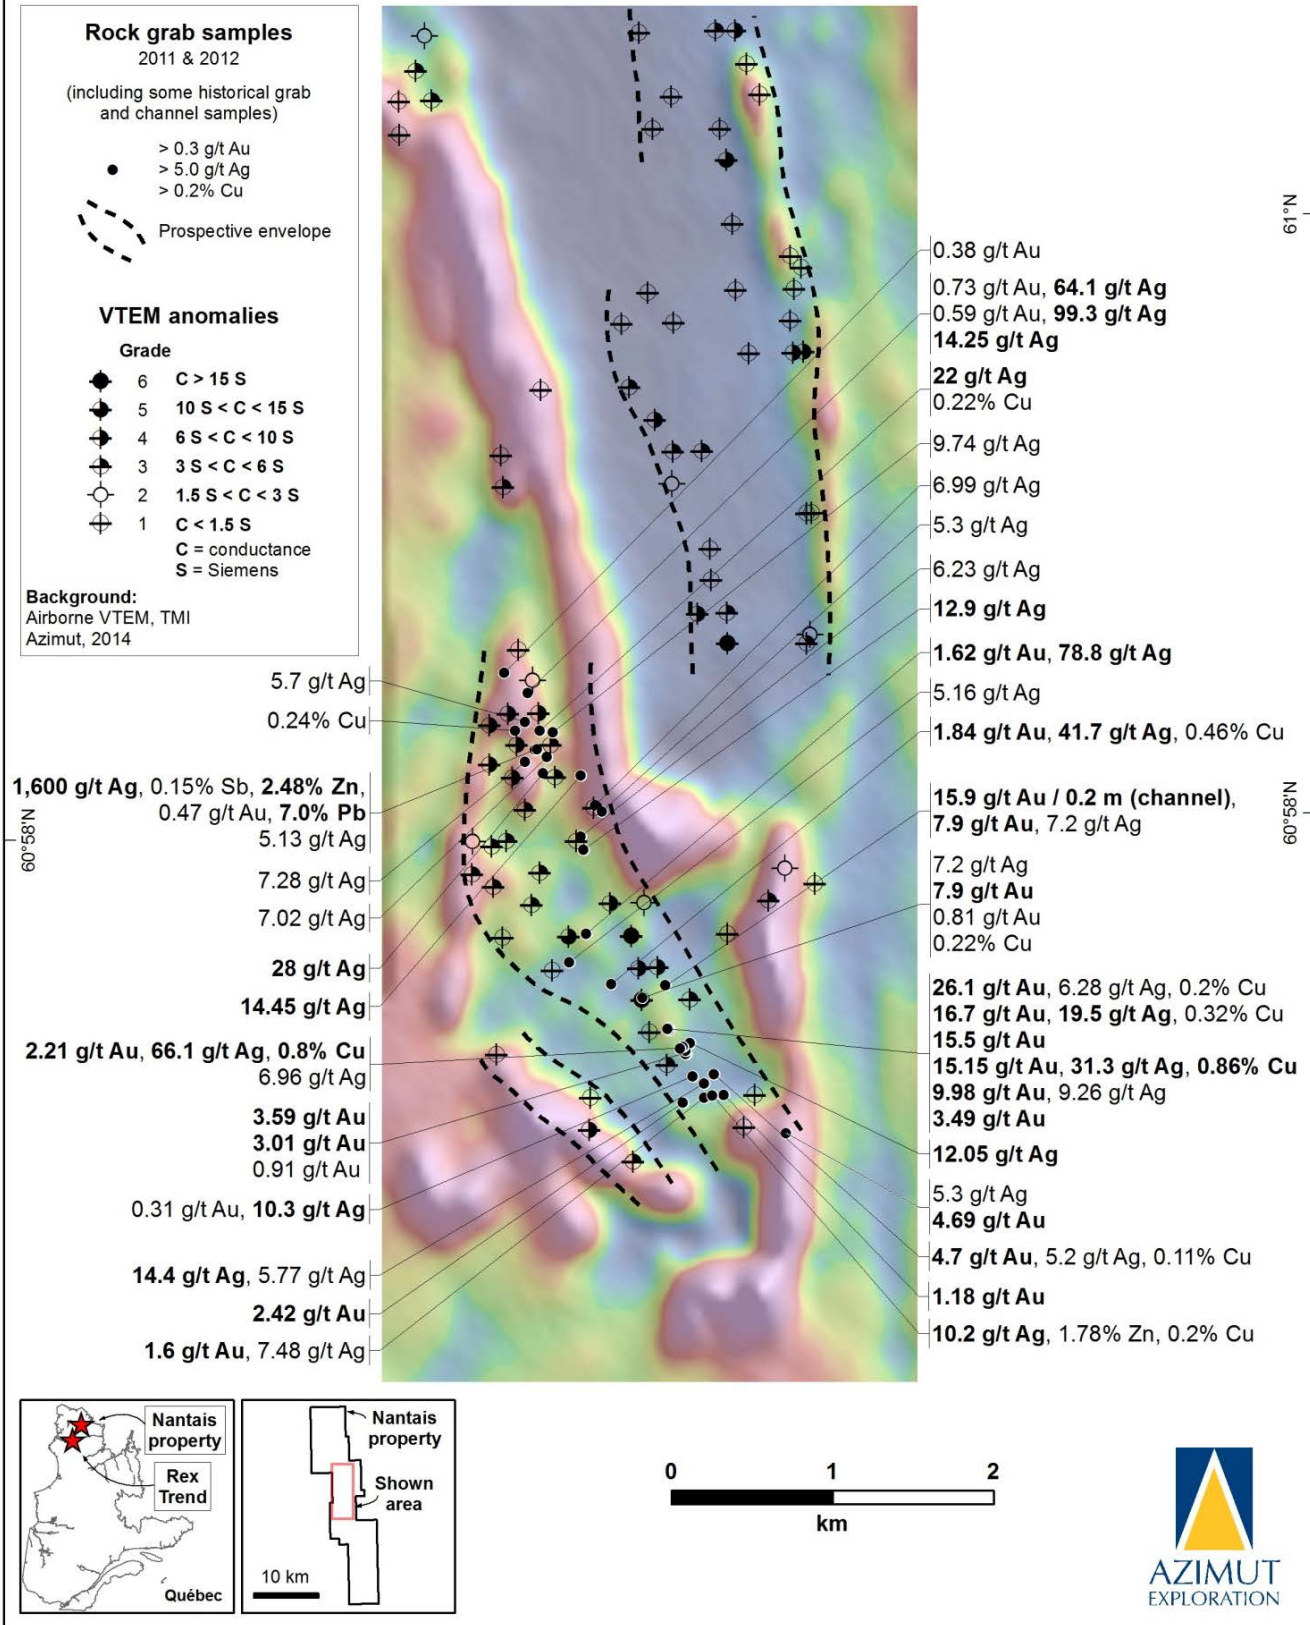 Rock grab samples
2011 & 2012
(including some historical grab
and channel samples)
> 0.3 g/t Au
> 5.0 g/t Ag
> 0.2% Cu
Prospective envelope
VTEM anomalies
Grade
6 C > 15 S
5 10 S < C < 15 S
4 6 S < C < 10 S
3 3 S < C < 6 S
2 1.5 S < C < 3 S
1 C < 1.5 S
C = conductance
S = Siemens
Background:
Airborne VTEM, TMI
Azimut, 2014
5.7 g/t Ag
0.24% Cu
1,600 g/t Ag, 0.15% Sb, 2.48% Zn,
0.47 g/t Au, 7.0% Pb
5.13 g/t Ag
7.28 g/t Ag
7.02 g/t Ag
28 g/t Ag
14.45 g/t Ag
2.21 g/t Au, 66.1 g/t Ag, 0.8% Cu
6.96 g/t Ag
3.59 g/t Au
3.01 g/t Au
0.91 g/t Au
0.31 g/t Au, 10.3 g/t Ag
14.4 g/t Ag, 5.77 g/t Ag
2.42 g/t Au
1.6 g/t Au, 7.48 g/t Ag
60°58'N
61°N
0.38 g/t Au
0.73 g/t Au, 64.1 g/t Ag
0.59 g/t Au, 99.3 g/t Ag
14.25 g/t Ag
22 g/t Ag
0.22% Cu
9.74 g/t Ag
6.99 g/t Ag
5.3 g/t Ag
6.23 g/t Ag
12.9 g/t Ag
1.62 g/t Au, 78.8 g/t Ag
5.16 g/t Ag
1.84 g/t Au, 41.7 g/t Ag, 0.46% Cu
15.9 g/t Au / 0.2 m (channel),
7.9 g/t Au, 7.2 g/t Ag
60°58'N
7.2 g/t Ag
7.9 g/t Au
0.81 g/t Au
0.22% Cu
26.1 g/t Au, 6.28 g/t Ag, 0.2% Cu
16.7 g/t Au, 19.5 g/t Ag, 0.32% Cu
15.5 g/t Au
15.15 g/t Au, 31.3 g/t Ag, 0.86% Cu
9.98 g/t Au, 9.26 g/t Ag
3.49 g/t Au
12.05 g/t Ag
5.3 g/t Ag
4.69 g/t Au
4.7 g/t Au, 5.2 g/t Ag, 0.11% Cu
1.18 g/t Au
10.2 g/t Ag, 1.78% Zn, 0.2% Cu
Nantais
property
Rex
Trend
Québec
Nantais
property
Shown
area
10 km
0 1 2
km
AZIMUT
EXPLORATION